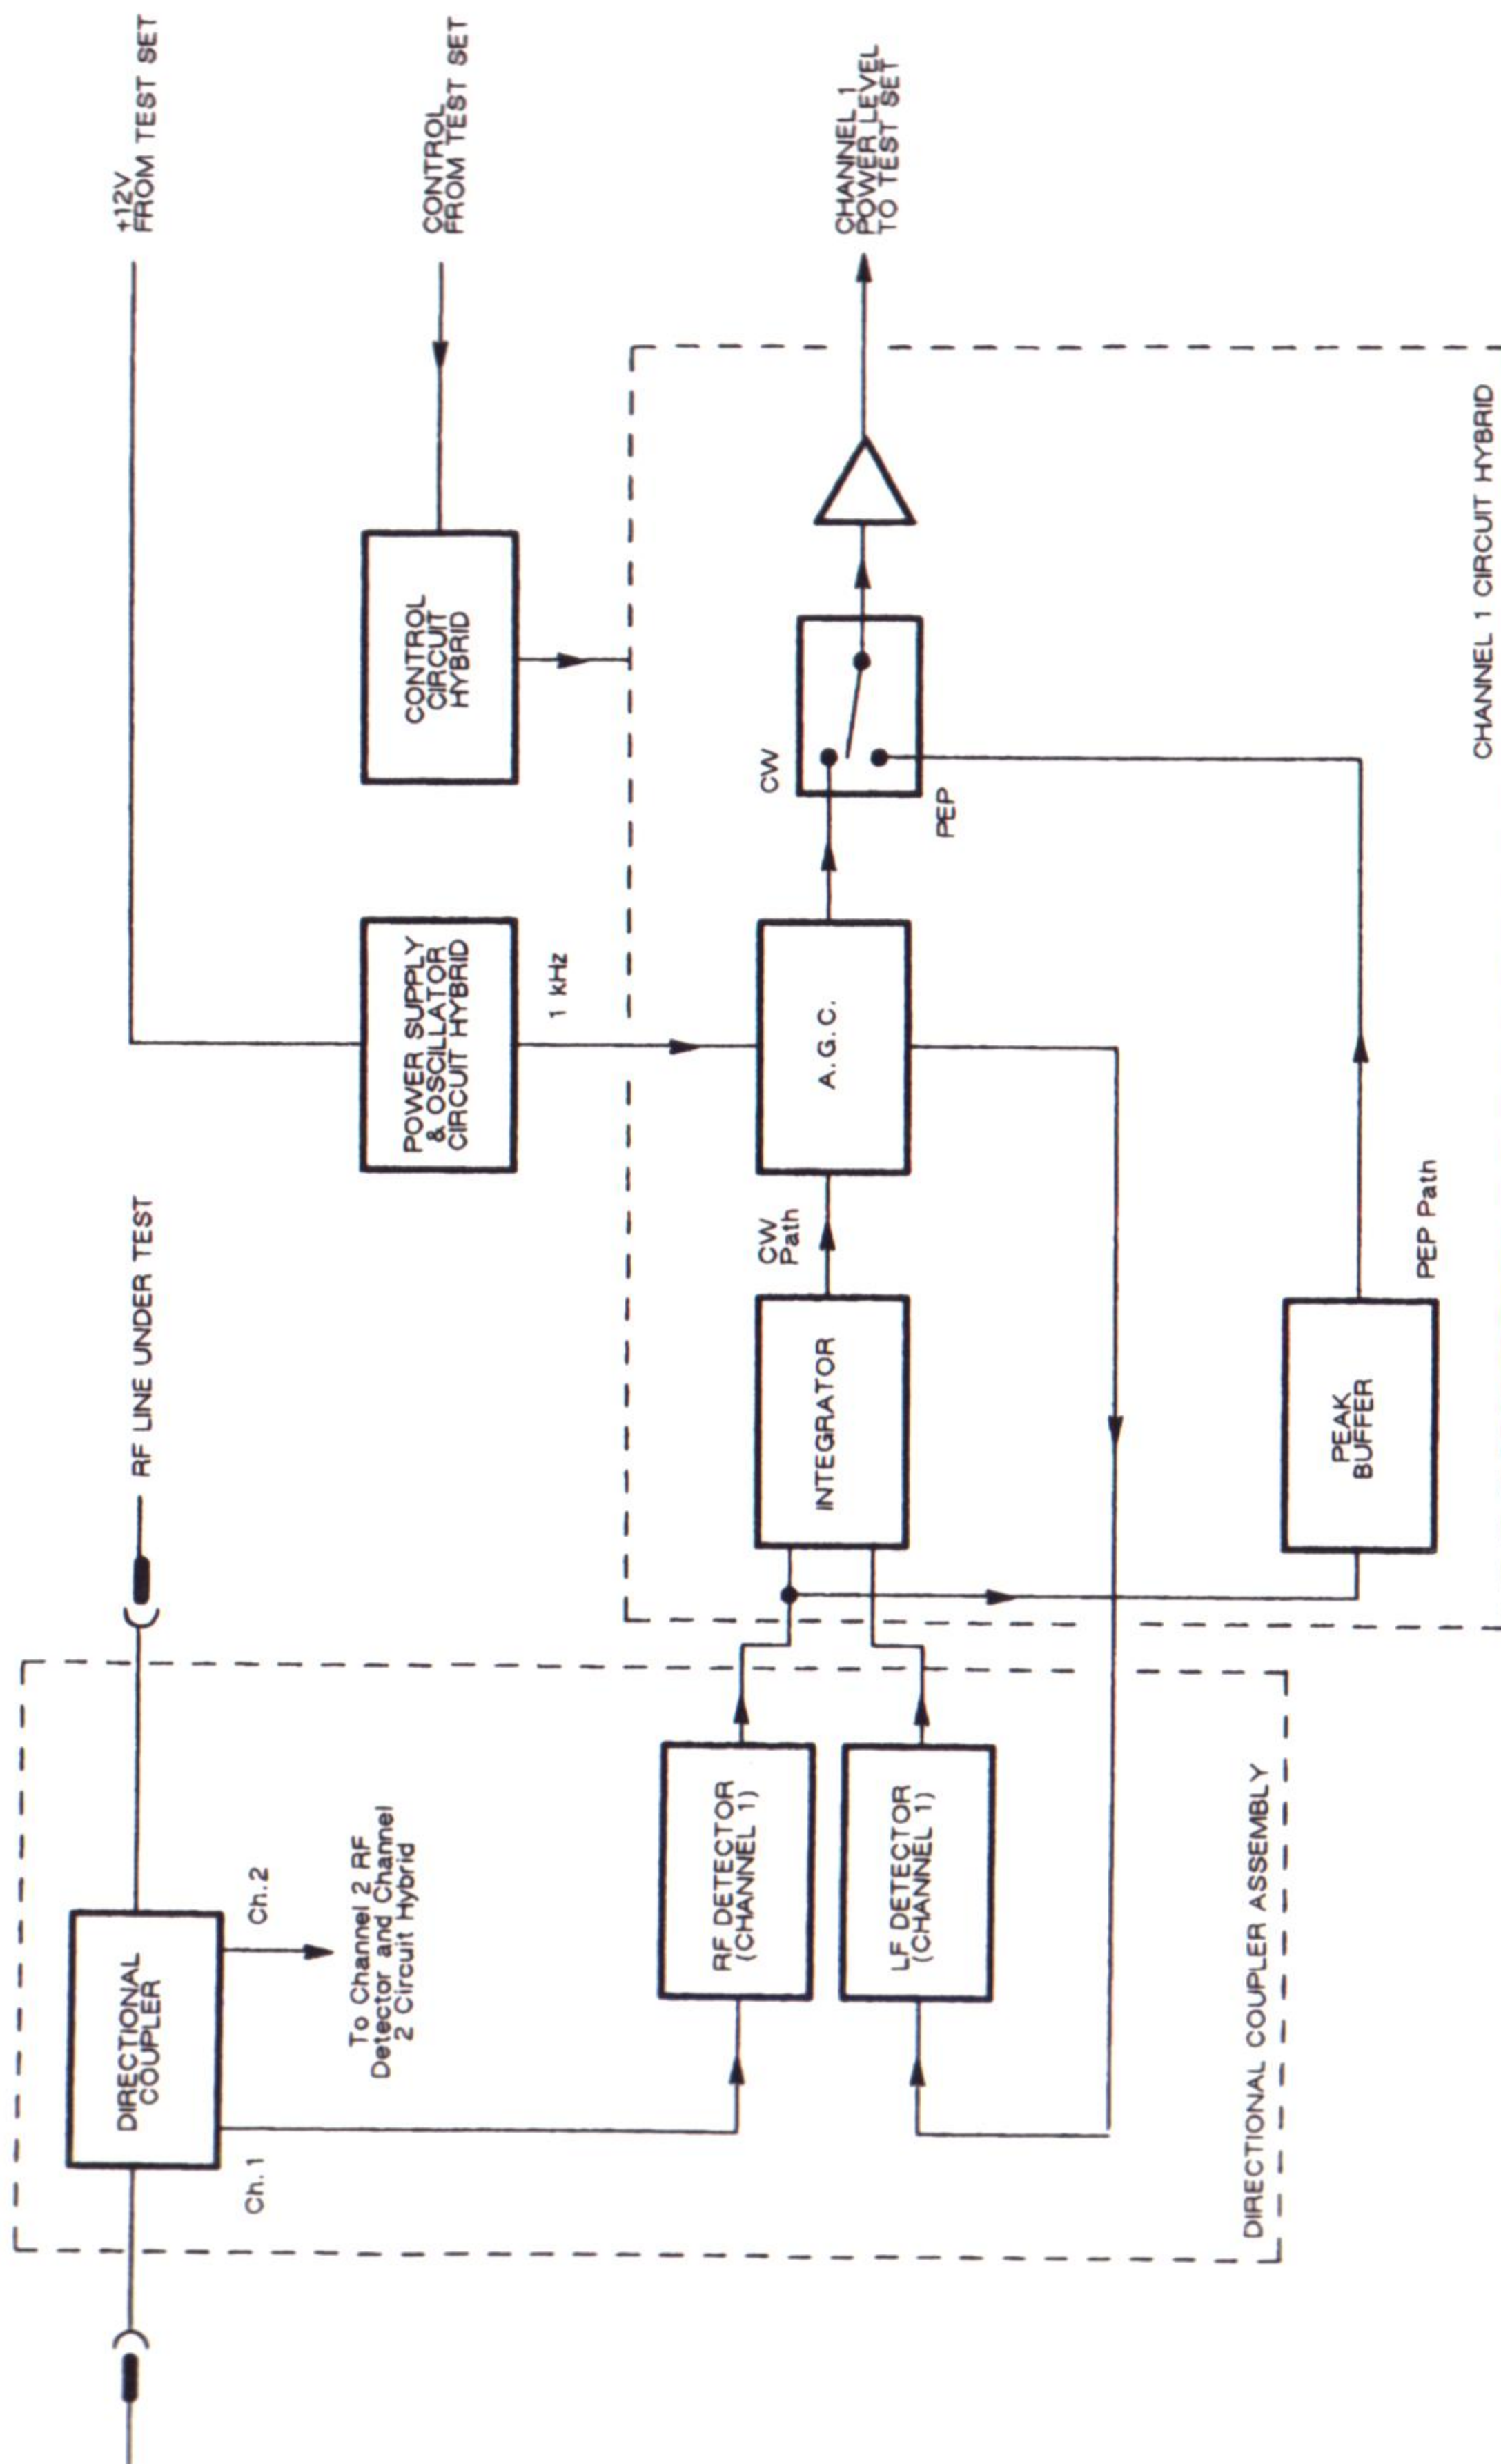 +12V
FROM TEST SET
CONTROL
FROM TEST SET
CHANNEL 1
POWER LEVEL
TO TEST SET
RF LINE UNDER TEST
POWER SUPPLY
& OSCILLATOR
CIRCUIT HYBRID
1 kHz
CONTROL
CIRCUIT
HYBRID
DIRECTIONAL
COUPLER
Ch.1
Ch.2
To Channel 2 RF
Detector and Channel
2 Circuit Hybrid
RF DETECTOR
(CHANNEL 1)
LF DETECTOR
(CHANNEL 1)
DIRECTIONAL COUPLER ASSEMBLY
INTEGRATOR
CW
Path
A.G.C.
CW
PEP
PEAK
BUFFER
PEP Path
CHANNEL 1 CIRCUIT HYBRID